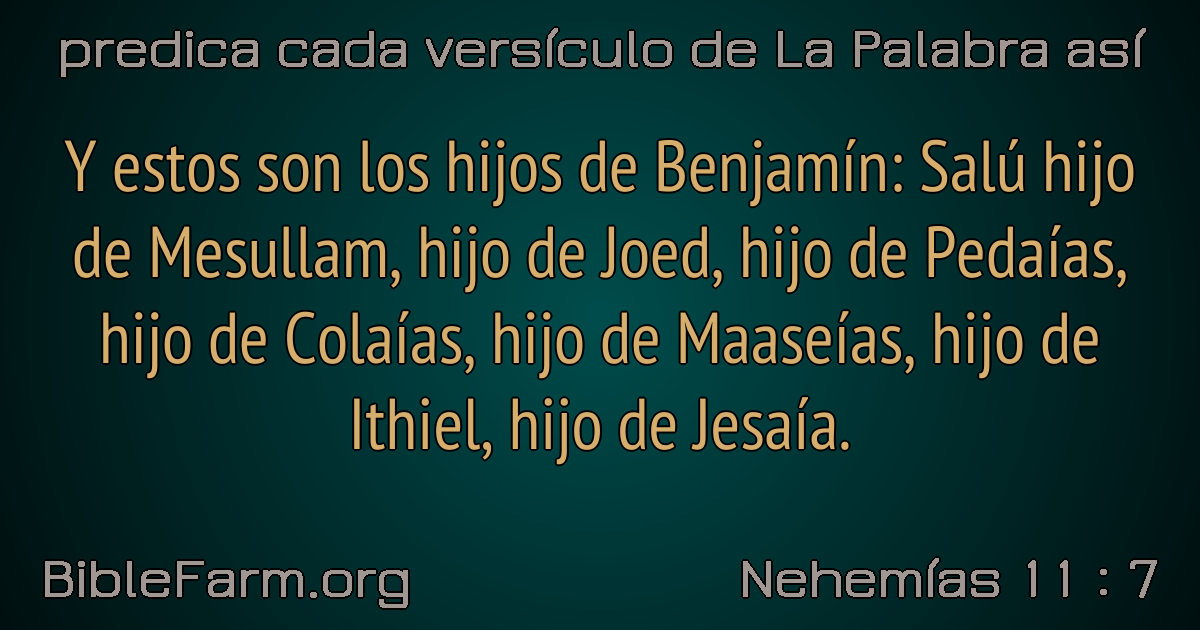 predica cada versículo de La Palabra así
Y estos son los hijos de Benjamín: Salú hijo
de Mesullam, hijo de Joed, hijo de Pedaías,
hijo de Colaías, hijo de Maaseías, hijo de
Ithiel, hijo de Jesaía.
BibleFarm.org
Nehemías 11 : 7